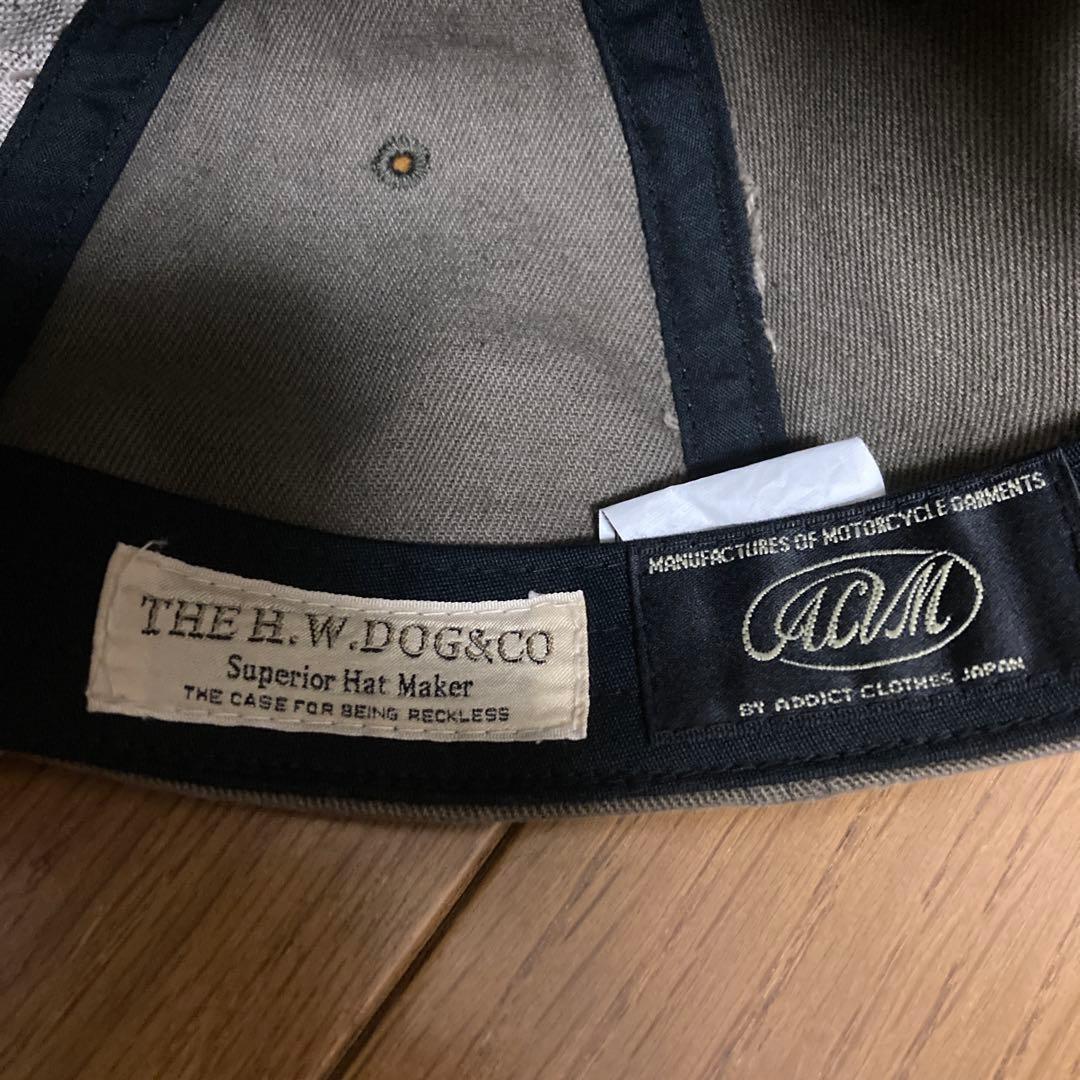 THE H.W.DOG&CO
Superior Hat Maker
THE CASE FOR BEING RECKLESS
MANUFACTURES OF MOTORCYCLE GARMENTS
ACVM
BY ADDICT CLOTHES JAPAN